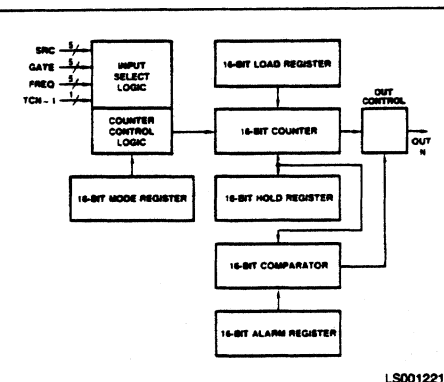 SRC 5
GATE 5
FREQ 5
TCN - 1 1
INPUT
SELECT
LOGIC
COUNTER
CONTROL
LOGIC
16-BIT MODE REGISTER
16-BIT LOAD REGISTER
16-BIT COUNTER
16-BIT HOLD REGISTER
16-BIT COMPARATOR
16-BIT ALARM REGISTER
OUT
CONTROL
OUT
N
LS001221